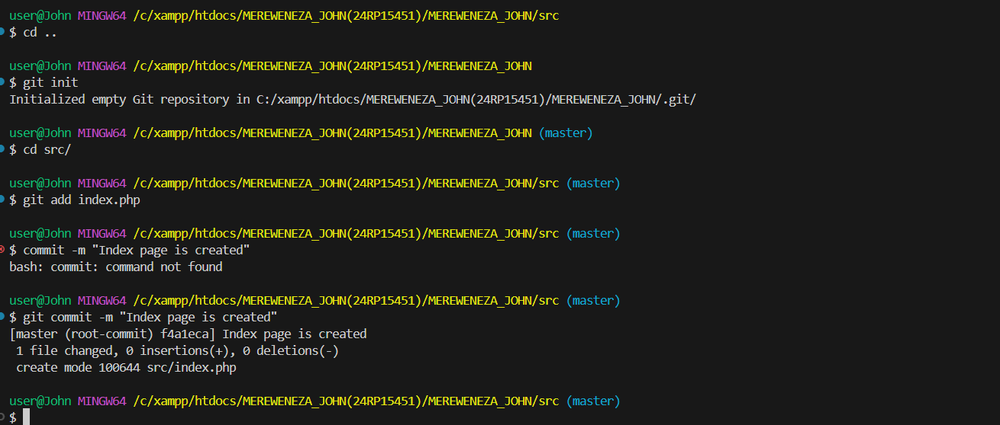 user@John MINGW64 /c/xampp/htdocs/MEREWENEZA_JOHN(24RP15451)/MEREWENEZA_JOHN/src
$ cd ..
user@John MINGW64 /c/xampp/htdocs/MEREWENEZA_JOHN(24RP15451)/MEREWENEZA_JOHN
$ git init
Initialized empty Git repository in C:/xampp/htdocs/MEREWENEZA_JOHN(24RP15451)/MEREWENEZA_JOHN/.git/
user@John MINGW64 /c/xampp/htdocs/MEREWENEZA_JOHN(24RP15451)/MEREWENEZA_JOHN (master)
$ cd src/
user@John MINGW64 /c/xampp/htdocs/MEREWENEZA_JOHN(24RP15451)/MEREWENEZA_JOHN/src (master)
$ git add index.php
user@John MINGW64 /c/xampp/htdocs/MEREWENEZA_JOHN(24RP15451)/MEREWENEZA_JOHN/src (master)
$ commit -m "Index page is created"
bash: commit: command not found
user@John MINGW64 /c/xampp/htdocs/MEREWENEZA_JOHN(24RP15451)/MEREWENEZA_JOHN/src (master)
$ git commit -m "Index page is created"
[master (root-commit) f4a1eca] Index page is created
 1 file changed, 0 insertions(+), 0 deletions(-)
 create mode 100644 src/index.php
user@John MINGW64 /c/xampp/htdocs/MEREWENEZA_JOHN(24RP15451)/MEREWENEZA_JOHN/src (master)
$